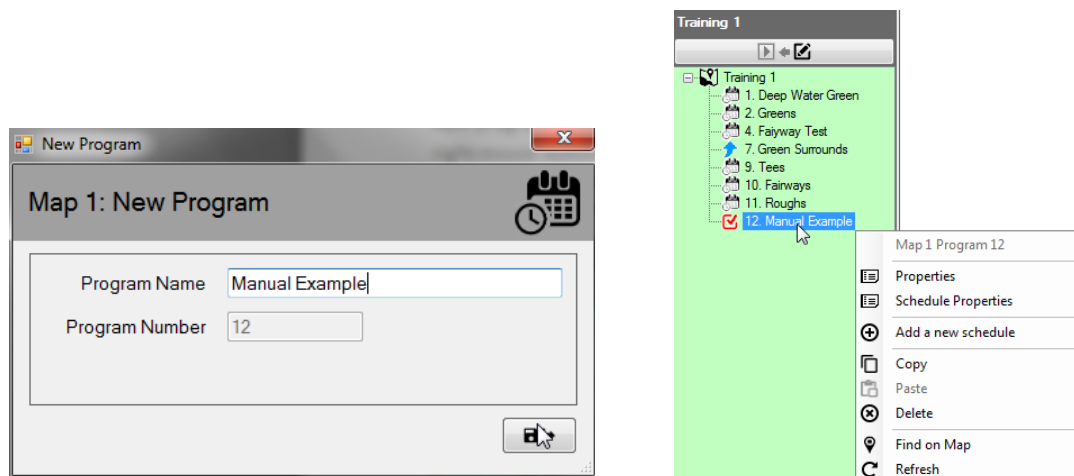 New Program
Map 1: New Program
Program Name
Manual Example
Program Number
12
Training 1
Training 1
1. Deep Water Green
2. Greens
4. Faiyway Test
7. Green Surrounds
9. Tees
10. Fairways
11. Roughs
12. Manual Example
Map 1 Program 12
Properties
Schedule Properties
Add a new schedule
Copy
Paste
Delete
Find on Map
Refresh